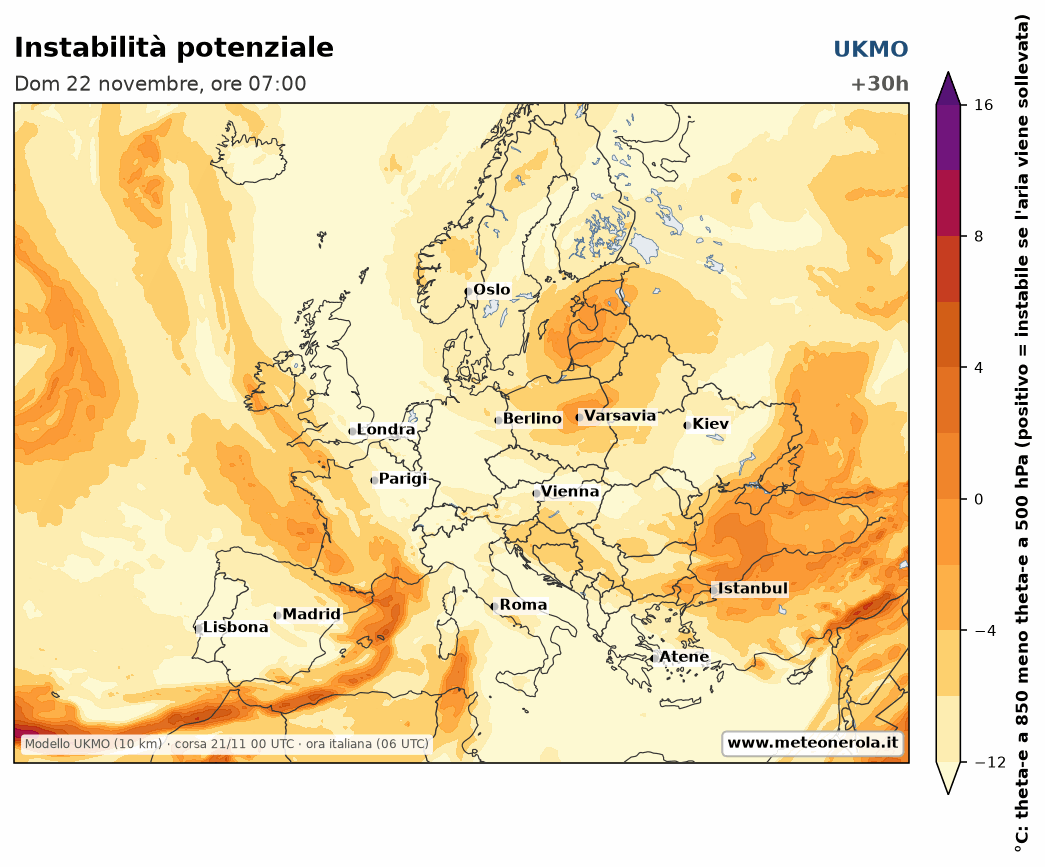 Instabilità potenziale
UKMO
Dom 22 novembre, ore 07:00
+30h
Oslo
Londra
Berlino
Varsavia
Kiev
Parigi
Vienna
Istanbul
Roma
Madrid
Lisbona
Atene
Modello UKMO (10 km) · corsa 21/11 00 UTC · ora italiana (06 UTC)
www.meteonerola.it
16
8
4
0
−4
−12
°C: theta-e a 850 meno theta-e a 500 hPa (positivo = instabile se l'aria viene sollevata)